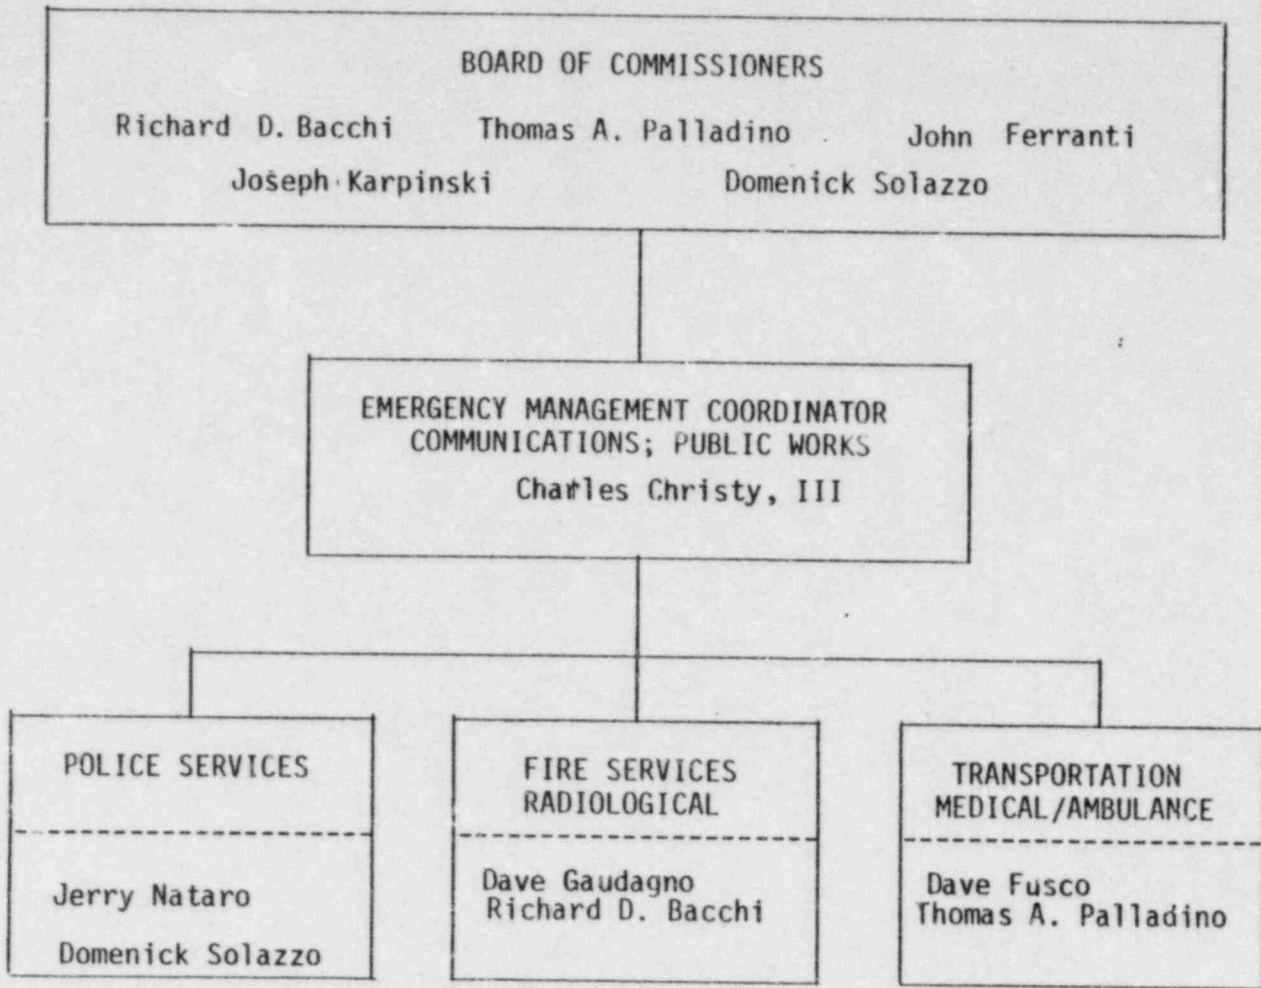 BOARD OF COMMISSIONERS
Richard D. Bacchi Thomas A. Palladino John Ferranti
Joseph Karpinski Domenick Solazzo
EMERGENCY MANAGEMENT COORDINATOR
COMMUNICATIONS; PUBLIC WORKS
Charles Christy, III
POLICE SERVICES
Jerry Nataro
Domenick Solazzo
FIRE SERVICES
RADIOLOGICAL
Dave Gaudagno
Richard D. Bacchi
TRANSPORTATION
MEDICAL/AMBULANCE
Dave Fusco
Thomas A. Palladino